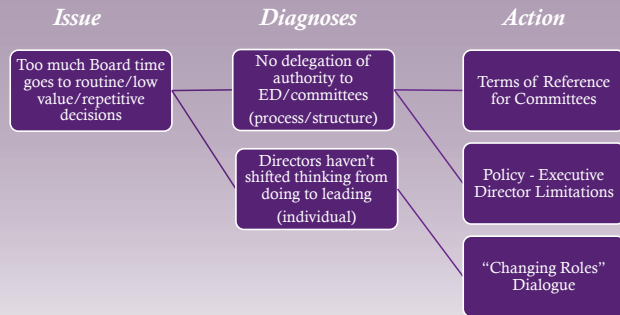 Issue
Diagnoses
Action
Too much Board time
goes to routine/low
value/repetitive
decisions
No delegation of
authority to
ED/committees
(process/structure)
Directors haven't
shifted thinking from
doing to leading
(individual)
Terms of Reference
for Committees
Policy - Executive
Director Limitations
“Changing Roles”
Dialogue